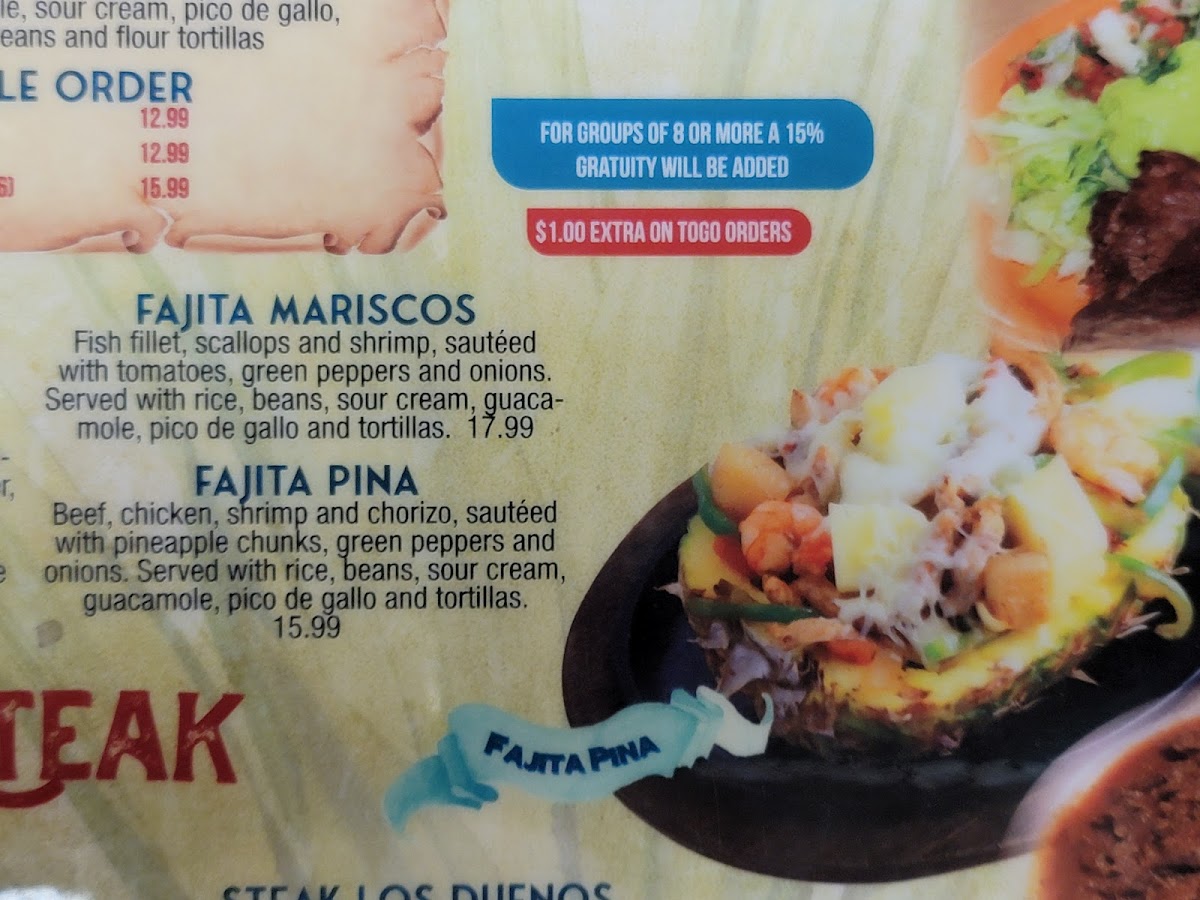 sour cream, pico de gallo,
and flour tortillas
ORDER
12.99
12.99
15.99
FOR GROUPS OF 8 OR MORE A 15%
GRATUITY WILL BE ADDED
$1.00 EXTRA ON TOGO ORDERS
FAJITA MARISCOS
Fish fillet, scallops and shrimp, sautéed
with tomatoes, green peppers and onions.
Served with rice, beans, sour cream, guaca-
mole, pico de gallo and tortillas. 17.99
FAJITA PINA
Beef, chicken, shrimp and chorizo, sautéed
with pineapple chunks, green peppers and
onions. Served with rice, beans, sour cream,
guacamole, pico de gallo and tortillas.
15.99
TEAK
FAJITA PINA
STEAK LOS DUENOS